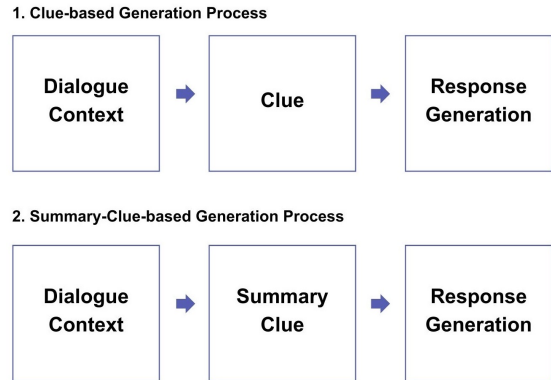 1. Clue-based Generation Process
Dialogue
Context
Clue
Response
Generation
2. Summary-Clue-based Generation Process
Dialogue
Context
Summary
Clue
Response
Generation